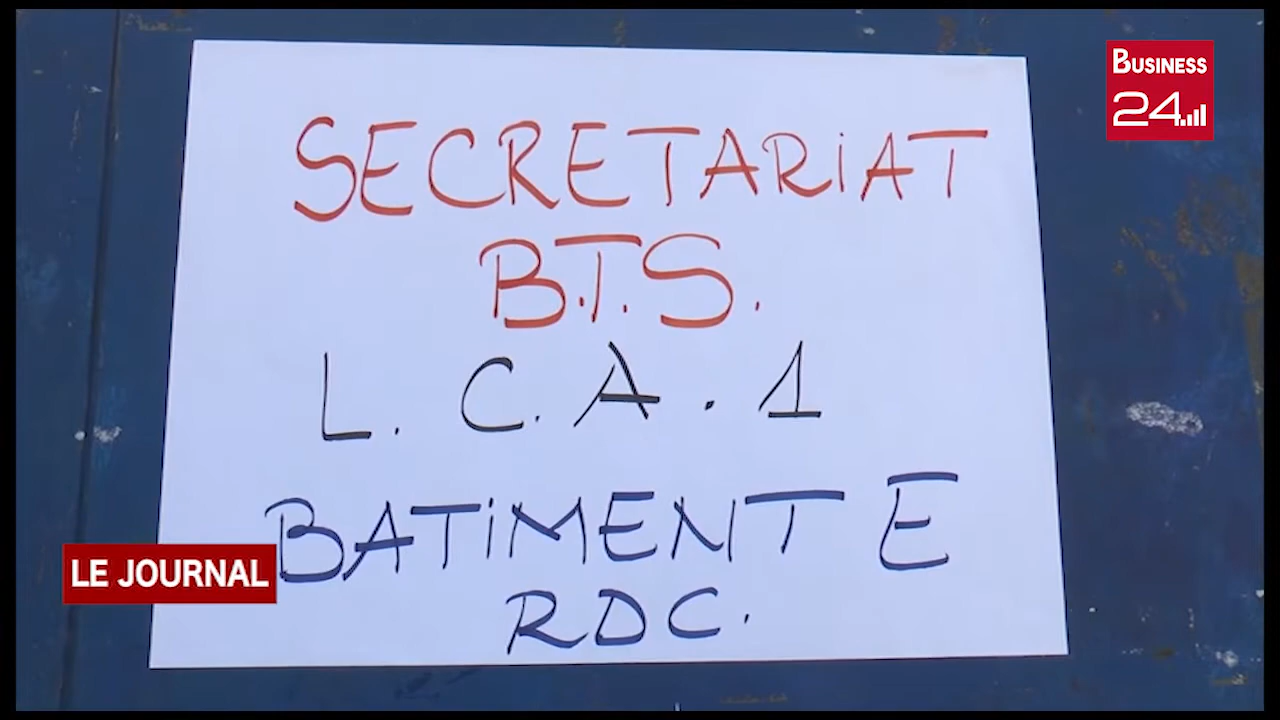 BUSINESS
24
SECRETARiAT
B.T.S.
L.C.A.1
BATiMENT E
LE JOURNAL
RDC.